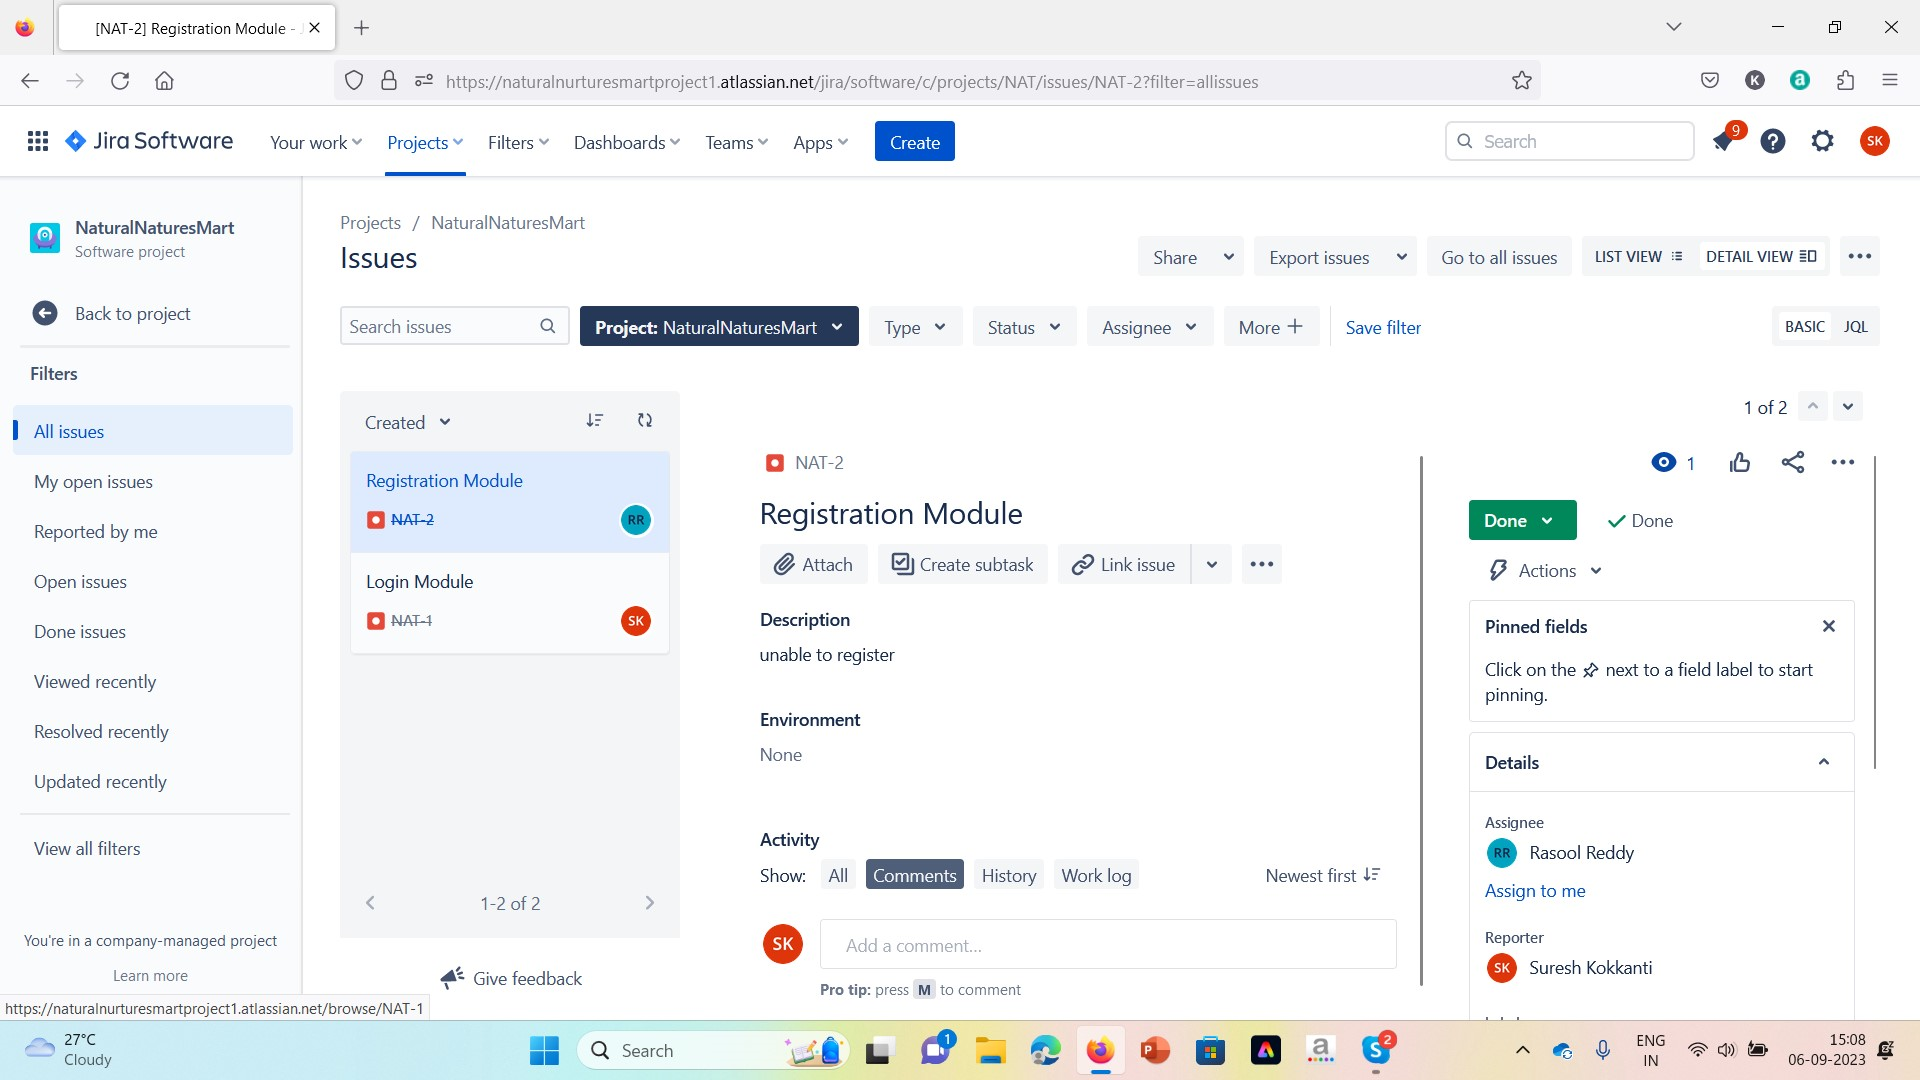 [NAT-2] Registration Module - J
https://naturalnurturesmartproject1.atlassian.net/jira/software/c/projects/NAT/issues/NAT-2?filter=allissues
K
a
Jira Software
Your work
Projects
Filters
Dashboards
Teams
Apps
Create
Search
9
SK
NaturalNaturesMart
Software project
Back to project
Filters
All issues
My open issues
Reported by me
Open issues
Done issues
Viewed recently
Resolved recently
Updated recently
View all filters
You're in a company-managed project
Learn more
Projects / NaturalNaturesMart
Issues
Share
Export issues
Go to all issues
LIST VIEW
DETAIL VIEW
Search issues
Project: NaturalNaturesMart
Type
Status
Assignee
More
Save filter
BASIC
JQL
Created
Registration Module
NAT-2
RR
Login Module
NAT-1
SK
1-2 of 2
Give feedback
1 of 2
NAT-2
Registration Module
Attach
Create subtask
Link issue
Description
unable to register
Environment
None
Activity
Show:
All
Comments
History
Work log
Newest first
SK
Add a comment...
Pro tip: press M to comment
1
Done
Done
Actions
Pinned fields
Click on the next to a field label to start
pinning.
Details
Assignee
RR
Rasool Reddy
Assign to me
Reporter
SK
Suresh Kokkanti
https://naturalnurturesmartproject1.atlassian.net/browse/NAT-1
27°C
Cloudy
Search
1
P
a
S
2
ENG
IN
15:08
06-09-2023